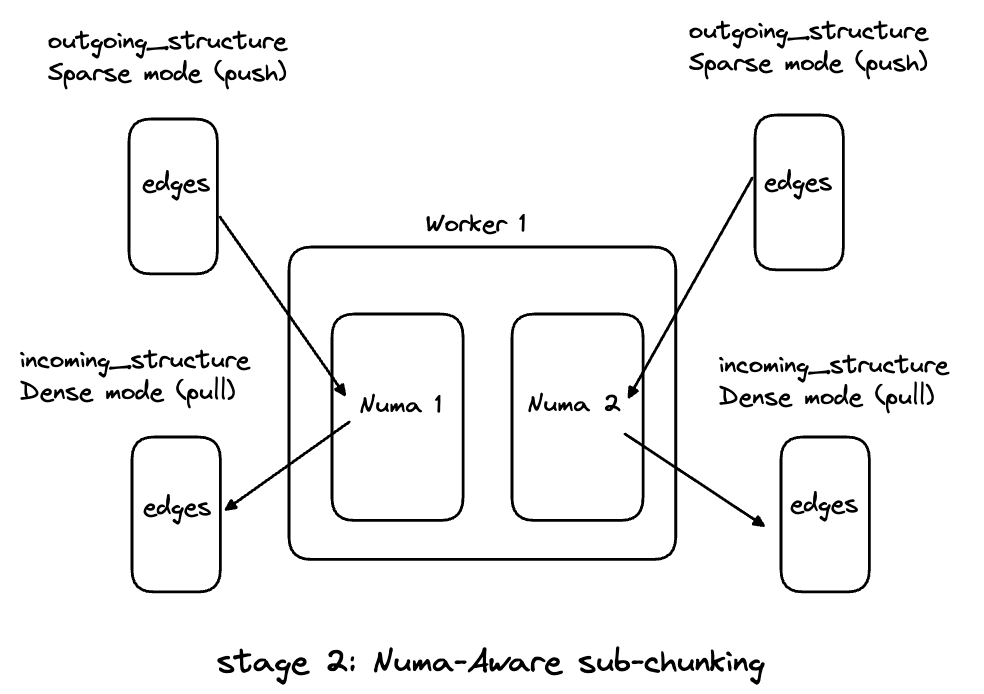 outgoing_structure
Sparse mode (push)
outgoing_structure
Sparse mode (push)
edges
edges
Worker 1
incoming_structure
Dense mode (pull)
incoming_structure
Dense mode (pull)
Numa 1
Numa 2
edges
edges
stage 2: Numa-Aware sub-chunking